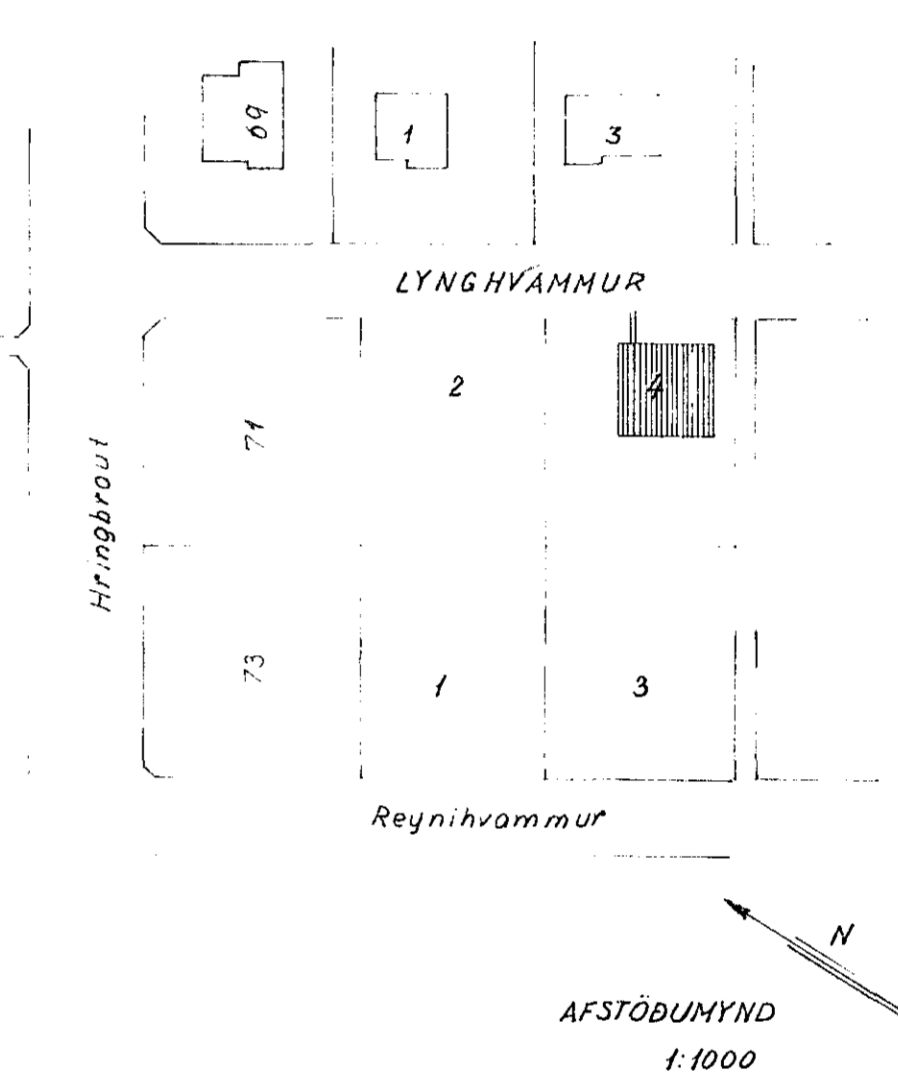 69
1
3
LYNGHVAMMUR
2
4
71
Hringbraut
73
1
3
Reynihvammur
N
AFSTÖÐUMYND
1:1000